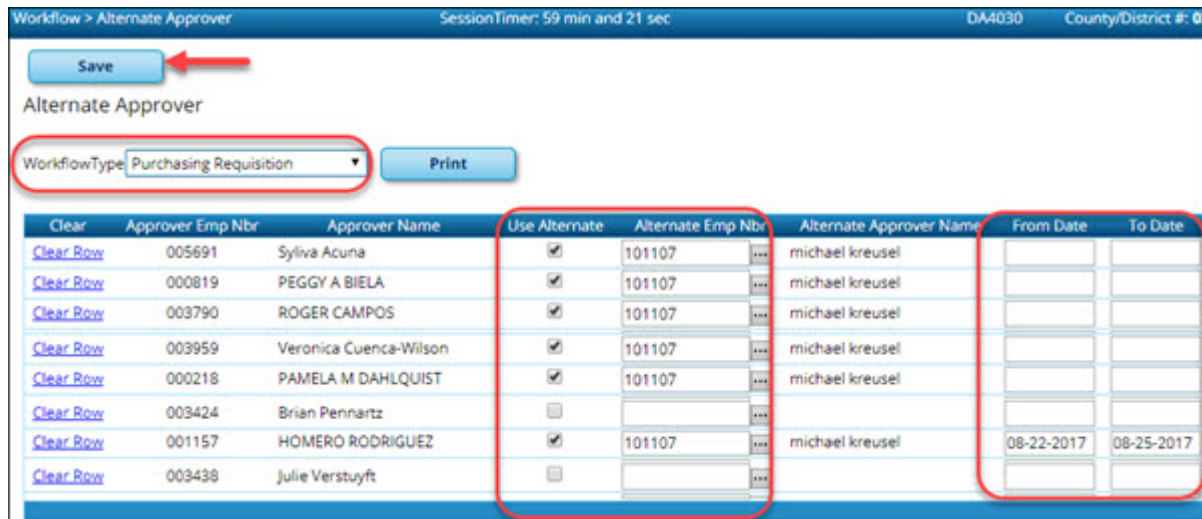 Workflow > Alternate Approver SessionTimer: 59 min and 21 sec DA4030 County/District #: 0
Save
Alternate Approver
WorkflowType Purchasing Requisition Print
Clear Approver Emp Nbr Approver Name Use Alternate Alternate Emp Nbr Alternate Approver Name From Date To Date
Clear Row 005691 Syliva Acuna 101107 ... michael kreusel
Clear Row 000819 PEGGY A BIELA 101107 ... michael kreusel
Clear Row 003790 ROGER CAMPOS 101107 ... michael kreusel
Clear Row 003959 Veronica Cuenca-Wilson 101107 ... michael kreusel
Clear Row 000218 PAMELA M DAHLQUIST 101107 ... michael kreusel
Clear Row 003424 Brian Pennartz ...
Clear Row 001157 HOMERO RODRIGUEZ 101107 ... michael kreusel 08-22-2017 08-25-2017
Clear Row 003438 Julie Verstuyft ...